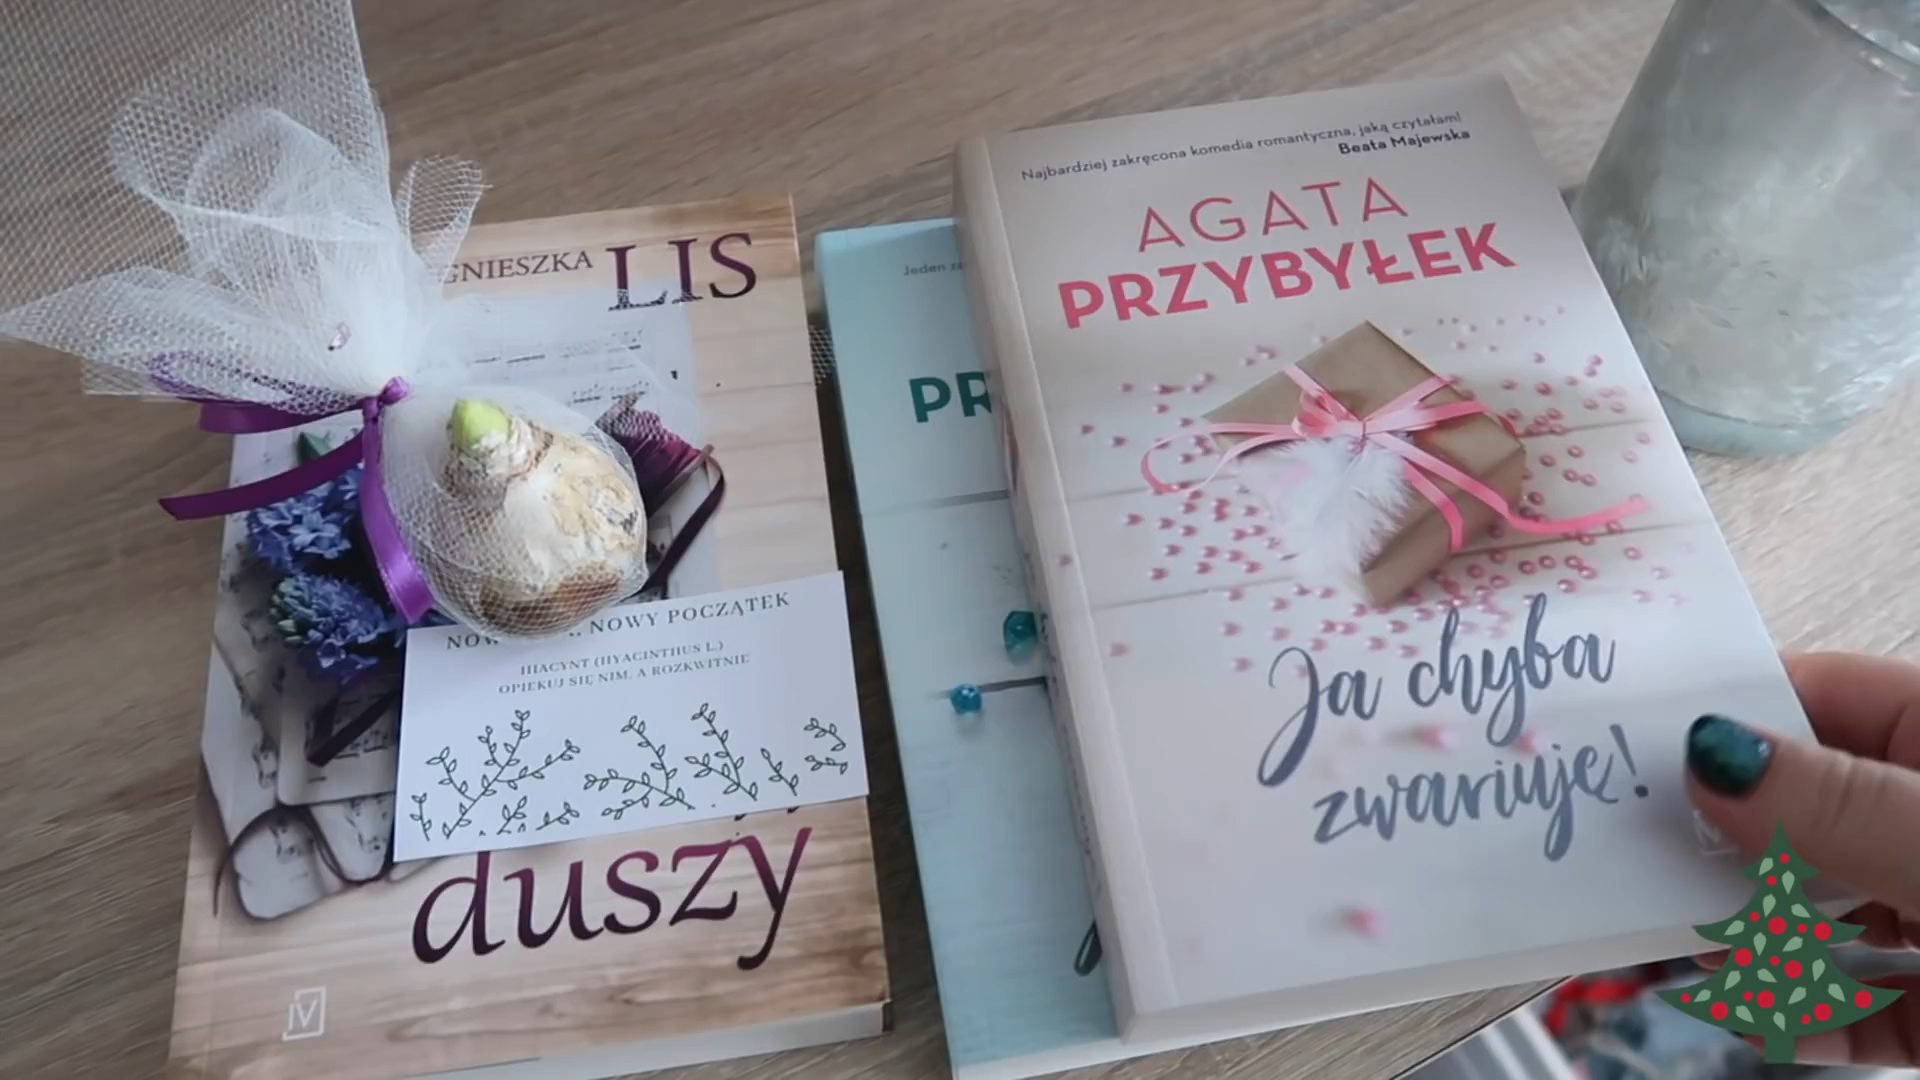 GNIESZKA LIS
NOWY POCZĄTEK
HIACYNT (HYACINTHUS L.)
OPIEKUJ SIĘ NIM, A ROZKWITNIE
duszy
Jeden
PR
Najbardziej zakręcona komedia romantyczna, jaką czytałam!
Beata Majewska
AGATA
PRZYBYŁEK
Ja chyba
zwariuję!